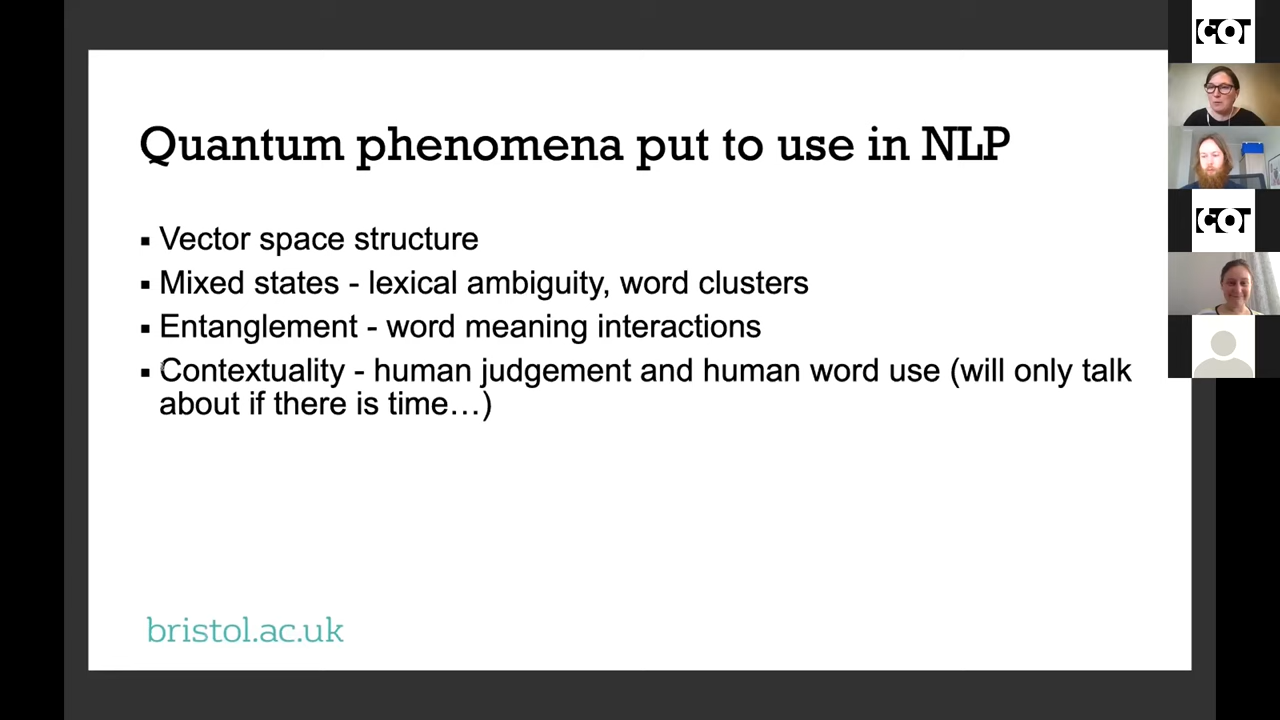 Quantum phenomena put to use in NLP
▪ Vector space structure
▪ Mixed states - lexical ambiguity, word clusters
▪ Entanglement - word meaning interactions
▪ Contextuality - human judgement and human word use (will only talk
about if there is time…)
bristol.ac.uk